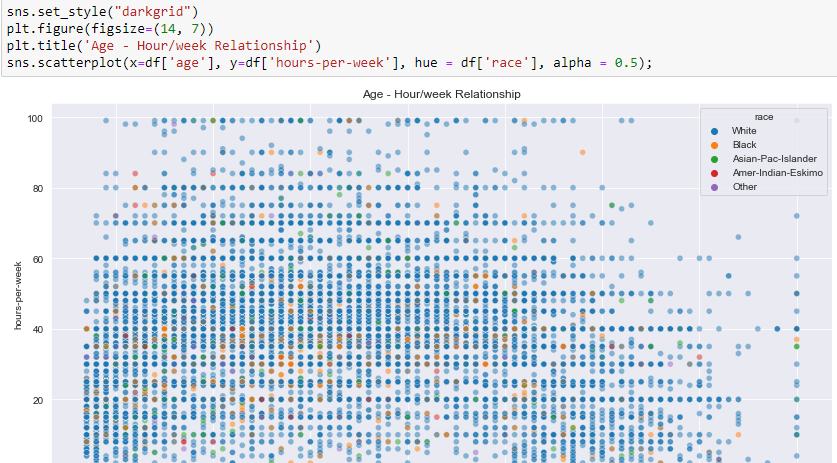 sns.set_style("darkgrid")
plt.figure(figsize=(14, 7))
plt.title('Age - Hour/week Relationship')
sns.scatterplot(x=df['age'], y=df['hours-per-week'], hue = df['race'], alpha = 0.5);
Age - Hour/week Relationship
100
80
60
40
20
hours-per-week
race
White
Black
Asian-Pac-Islander
Amer-Indian-Eskimo
Other